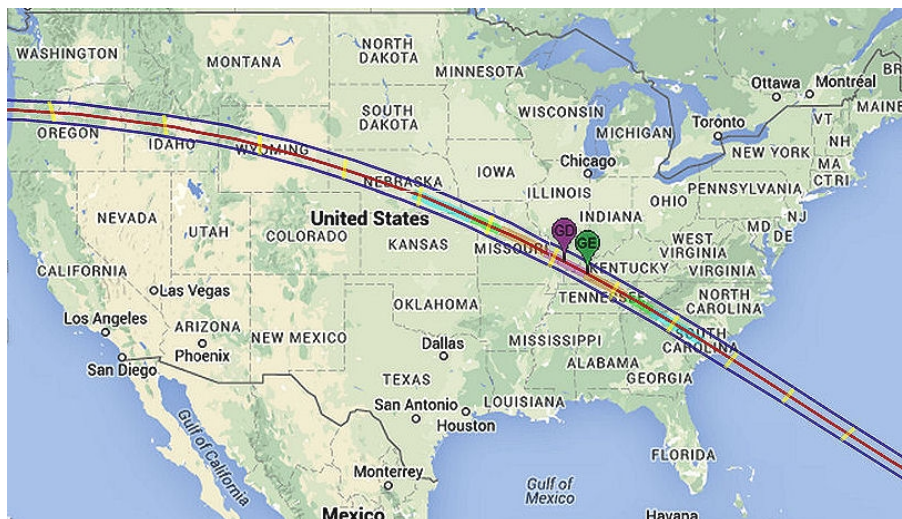 WASHINGTON
MONTANA
NORTH
DAKOTA
MINNESOTA
Ottawa
Montréal
BR
MAINE
SOUTH
DAKOTA
WISCONSIN
MICHIGAN
Toronto
VT
NH
OREGON
IDAHO
WYOMING
NEW YORK
MA
CT RI
IOWA
Chicago
NEBRASKA
ILLINOIS
INDIANA
OHIO
PENNSYLVANIA
NEVADA
UTAH
United States
COLORADO
KANSAS
MISSOURI
GD
GE
KENTUCKY
WEST
VIRGINIA
VIRGINIA
MD
DE
NJ
CALIFORNIA
Las Vegas
Los Angeles
San Diego
ARIZONA
Phoenix
NEW MEXICO
OKLAHOMA
TENNESSEE
NORTH
CAROLINA
Dallas
MISSISSIPPI
SOUTH
CAROLINA
ALABAMA
GEORGIA
TEXAS
San Antonio
LOUISIANA
Houston
Gulf of California
FLORIDA
Monterrey
Gulf of
Mexico
Mexico
Havana